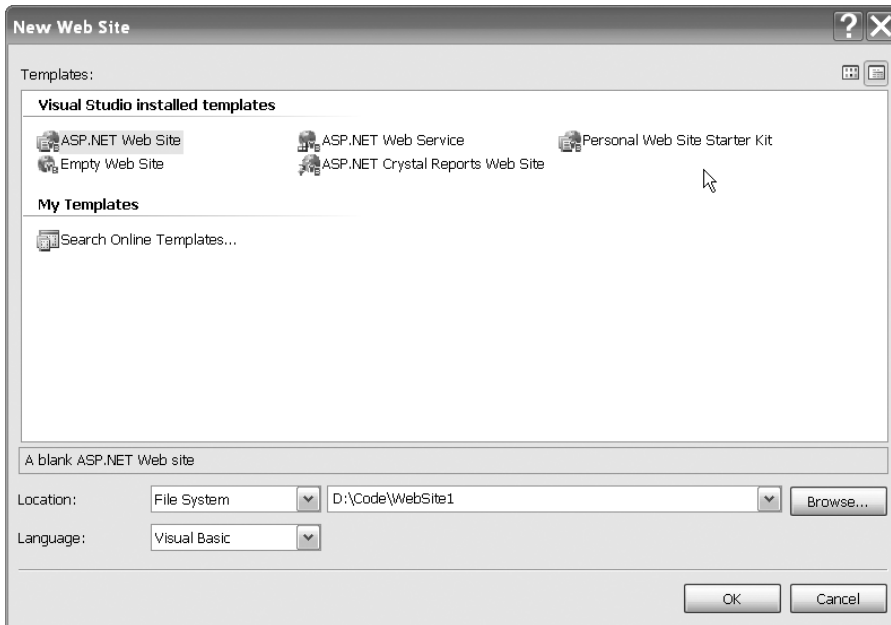 New Web Site
Templates:
Visual Studio installed templates
ASP.NET Web Site
ASP.NET Web Service
Personal Web Site Starter Kit
Empty Web Site
ASP.NET Crystal Reports Web Site
My Templates
Search Online Templates...
A blank ASP.NET Web site
Location:
File System
D:\Code\WebSite1
Browse...
Language:
Visual Basic
OK
Cancel